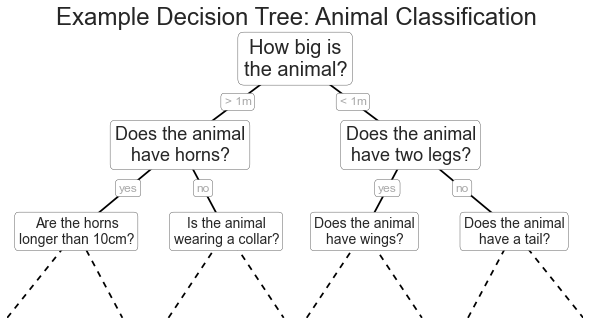 Example Decision Tree: Animal Classification
How big is
the animal?
> 1m
< 1m
Does the animal
have horns?
Does the animal
have two legs?
yes
no
yes
no
Are the horns
longer than 10cm?
Is the animal
wearing a collar?
Does the animal
have wings?
Does the animal
have a tail?